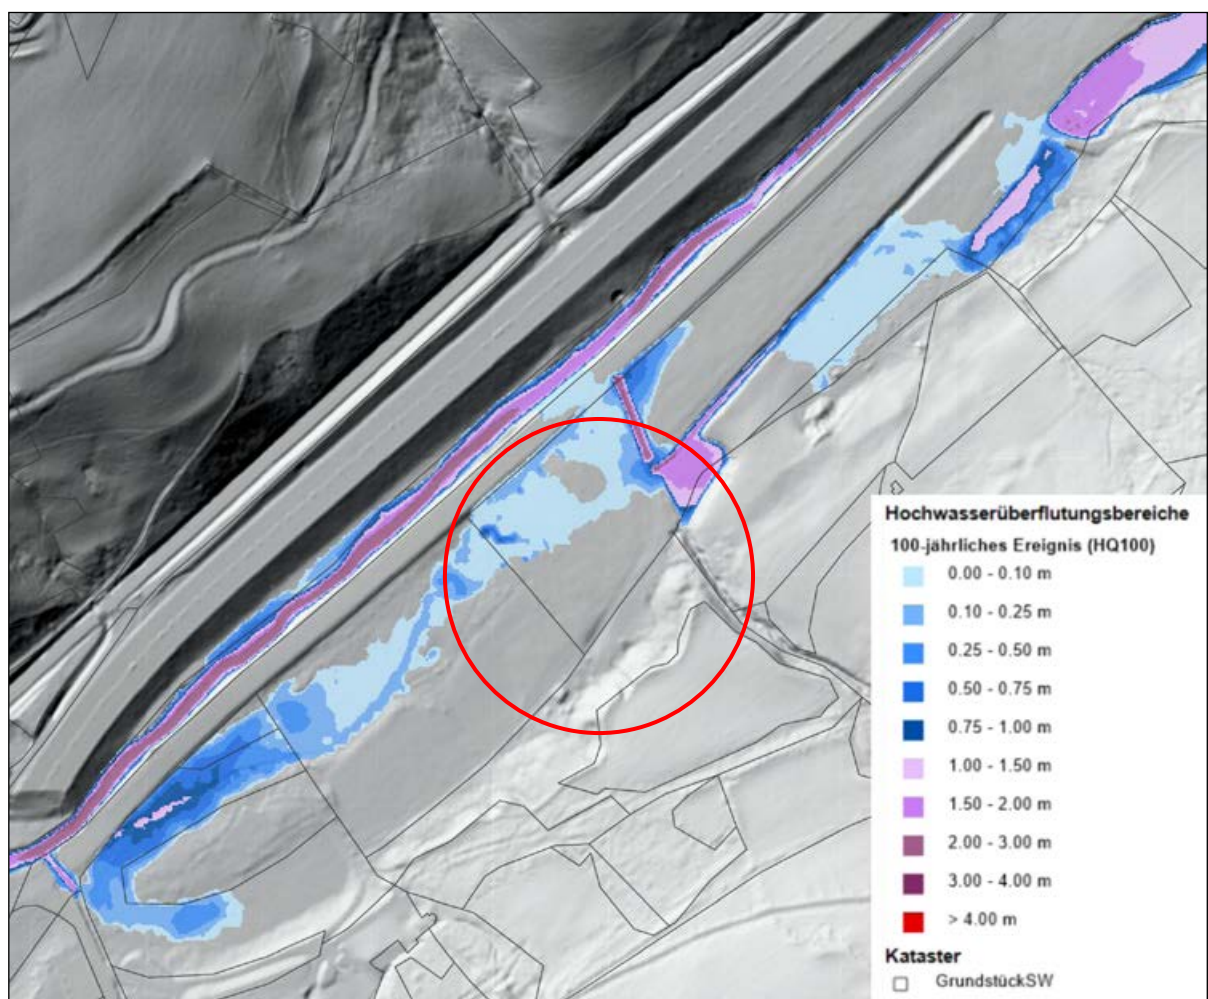 Hochwasserüberflutungsbereiche
100-jährliches Ereignis (HQ100)
0.00 - 0.10 m
0.10 - 0.25 m
0.25 - 0.50 m
0.50 - 0.75 m
0.75 - 1.00 m
1.00 - 1.50 m
1.50 - 2.00 m
2.00 - 3.00 m
3.00 - 4.00 m
> 4.00 m
Kataster
GrundstückSW